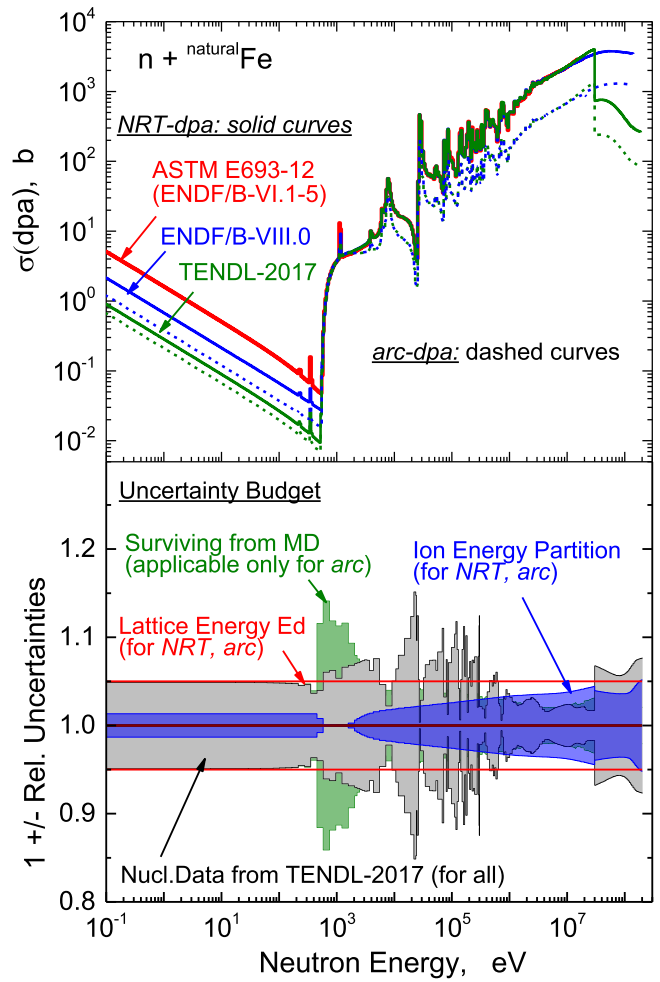 10^4
n + ^natural Fe
10^3
NRT-dpa: solid curves
10^2
ASTM E693-12
(ENDF/B-VI.1-5)
σ(dpa), b
10^1
ENDF/B-VIII.0
TENDL-2017
10^0
arc-dpa: dashed curves
10^-1
10^-2
Uncertainty Budget
1.2
Surviving from MD
(applicable only for arc)
Ion Energy Partition
(for NRT, arc)
1.1
Lattice Energy Ed
(for NRT, arc)
1 +/- Rel. Uncertainties
1.0
0.9
Nucl.Data from TENDL-2017 (for all)
0.8
10^-1 10^1 10^3 10^5 10^7
Neutron Energy, eV